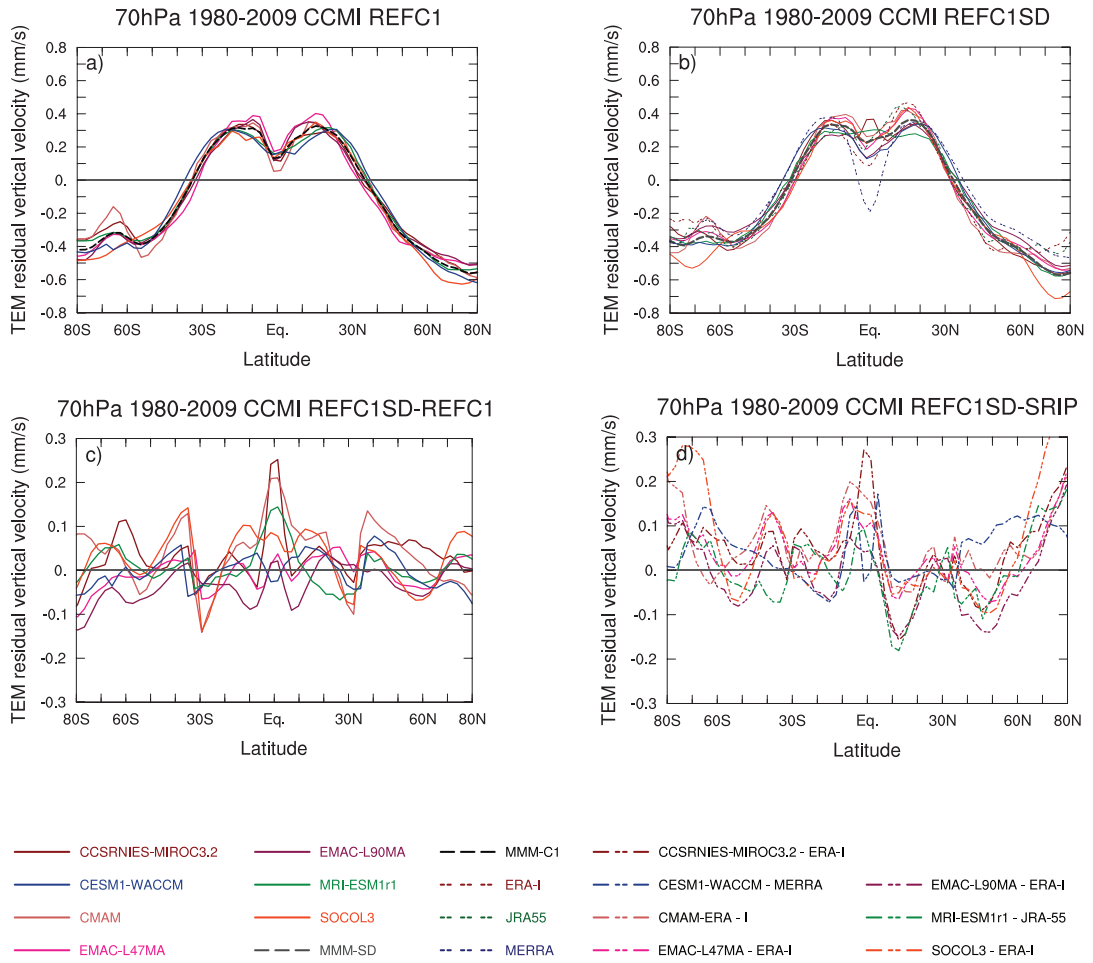 70hPa 1980-2009 CCMI REFC1
TEM residual vertical velocity (mm/s)
a)
0.8
0.6
0.4
0.2
0.
-0.2
-0.4
-0.6
-0.8
80S 60S 30S Eq. 30N 60N 80N
Latitude
70hPa 1980-2009 CCMI REFC1SD
TEM residual vertical velocity (mm/s)
b)
0.8
0.6
0.4
0.2
0.
-0.2
-0.4
-0.6
-0.8
80S 60S 30S Eq. 30N 60N 80N
Latitude
70hPa 1980-2009 CCMI REFC1SD-REFC1
TEM residual vertical velocity (mm/s)
c)
0.3
0.2
0.1
0.
-0.1
-0.2
-0.3
80S 60S 30S Eq. 30N 60N 80N
Latitude
70hPa 1980-2009 CCMI REFC1SD-SRIP
TEM residual vertical velocity (mm/s)
d)
0.3
0.2
0.1
0.
-0.1
-0.2
-0.3
80S 60S 30S Eq. 30N 60N 80N
Latitude
CCSRNIES-MIROC3.2 EMAC-L90MA MMM-C1 CCSRNIES-MIROC3.2 - ERA-I
CESM1-WACCM MRI-ESM1r1 ERA-I CESM1-WACCM - MERRA EMAC-L90MA - ERA-I
CMAM SOCOL3 JRA55 CMAM-ERA - I MRI-ESM1r1 - JRA-55
EMAC-L47MA MMM-SD MERRA EMAC-L47MA - ERA-I SOCOL3 - ERA-I